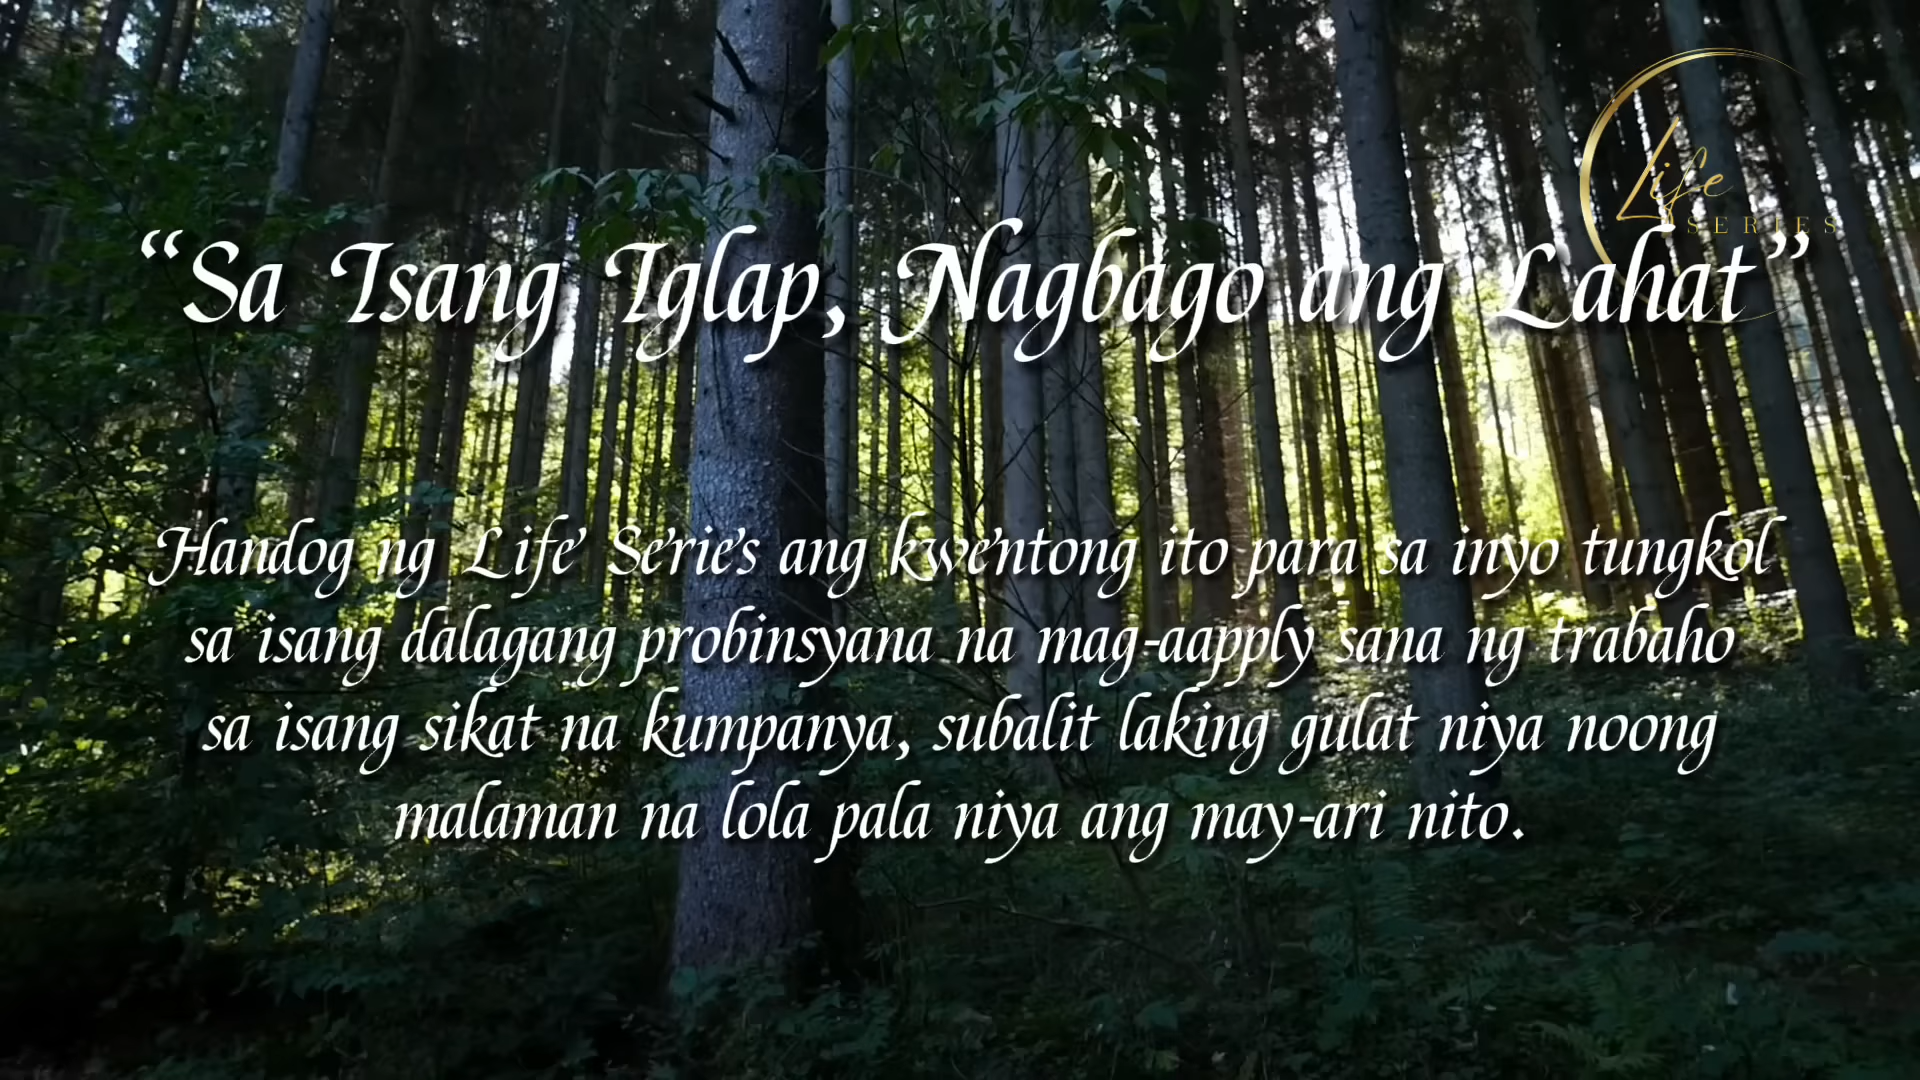 Life
SERIES
“Sa Isang Iglap, Nagbago ang Lahat”
Handog ng Life Series ang kwentong ito para sa inyo tungkol
sa isang dalagang probinsyana na mag-aapply sana ng trabaho
sa isang sikat na kumpanya, subalit laking gulat niya noong
malaman na lola pala niya ang may-ari nito.